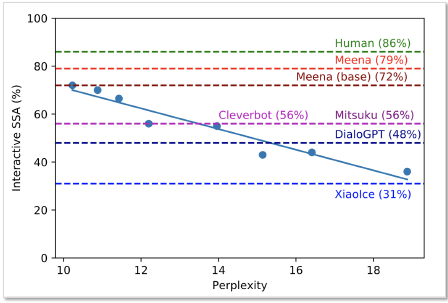 100
80
60
40
20
0
Interactive SSA (%)
Human (86%)
Meena (79%)
Meena (base) (72%)
Cleverbot (56%) Mitsuku (56%)
DialoGPT (48%)
XiaoIce (31%)
10 12 14 16 18
Perplexity